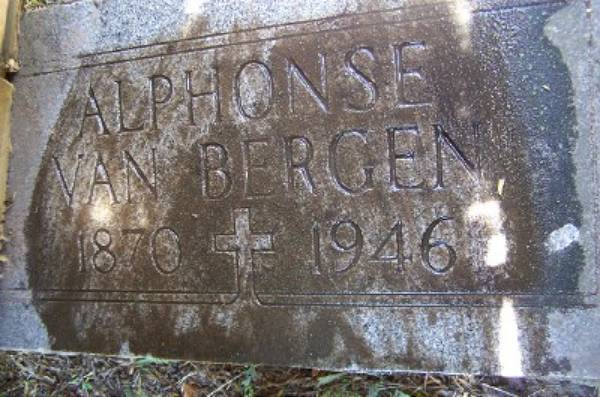 ALPHONSE
VAN BERGEN
1870 1946